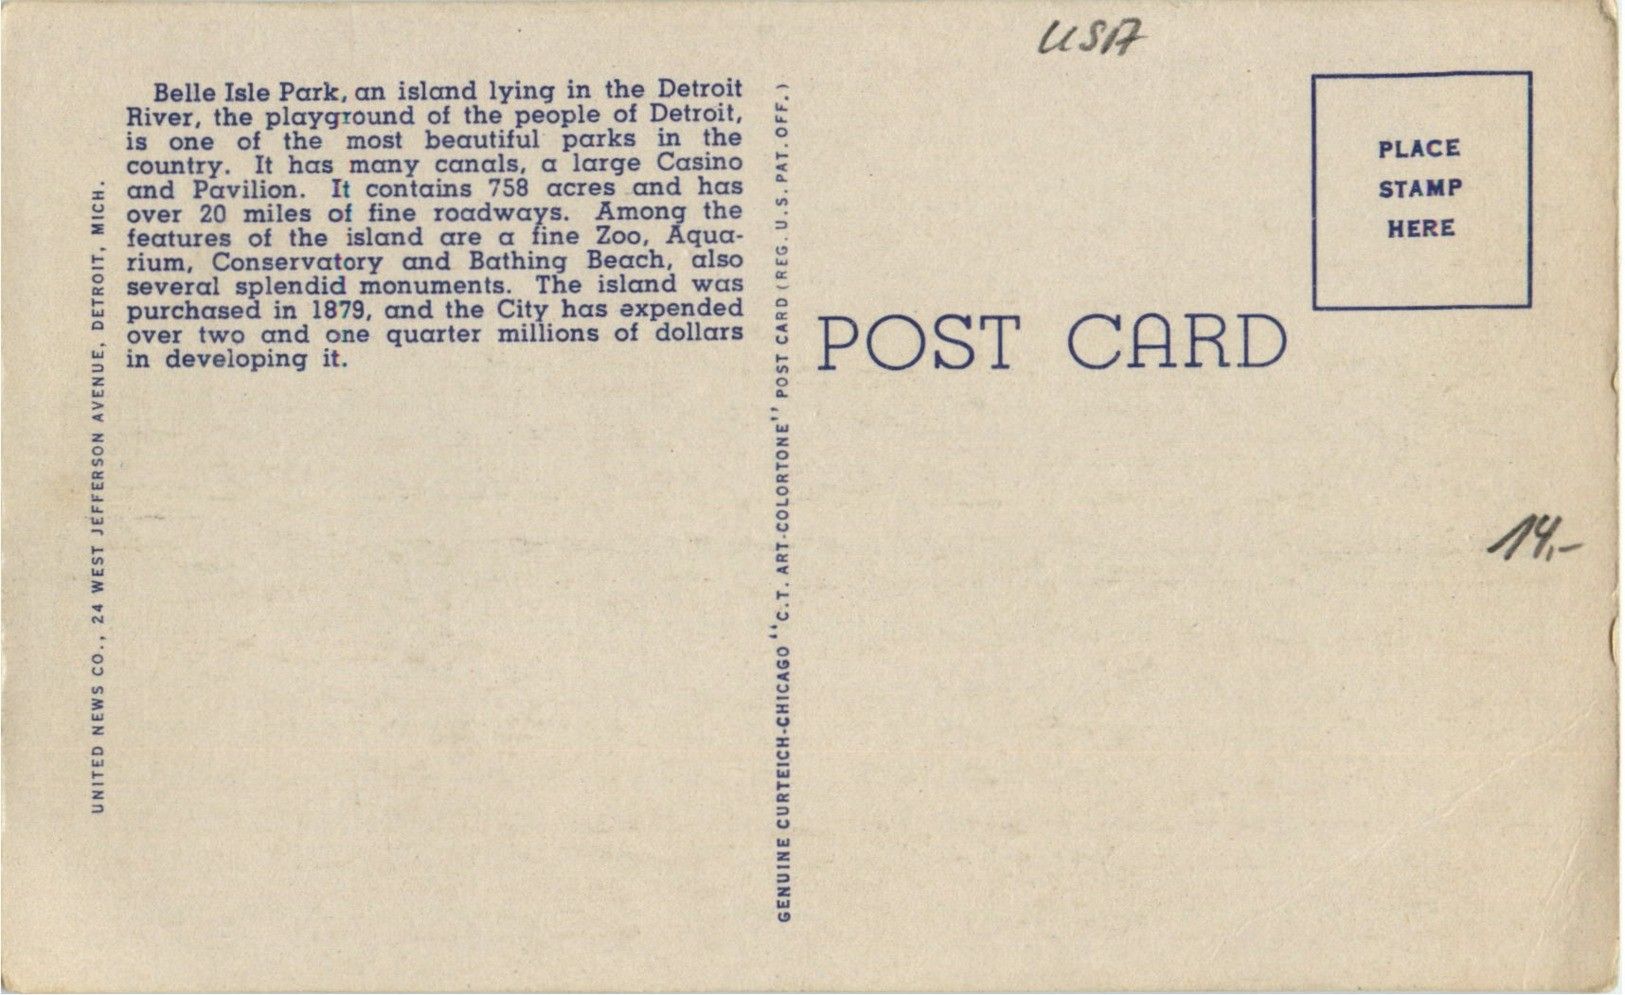 USA
Belle Isle Park, an island lying in the Detroit
River, the playground of the people of Detroit,
is one of the most beautiful parks in the
country. It has many canals, a large Casino
and Pavilion. It contains 758 acres and has
over 20 miles of fine roadways. Among the
features of the island are a fine Zoo, Aqua-
rium, Conservatory and Bathing Beach, also
several splendid monuments. The island was
purchased in 1879, and the City has expended
over two and one quarter millions of dollars
in developing it.
UNITED NEWS CO., 24 WEST JEFFERSON AVENUE, DETROIT, MICH.
GENUINE CURTEICH-CHICAGO "C.T. ART-COLORTONE" POST CARD (REG. U.S. PAT. OFF.)
PLACE
STAMP
HERE
POST CARD
14,-